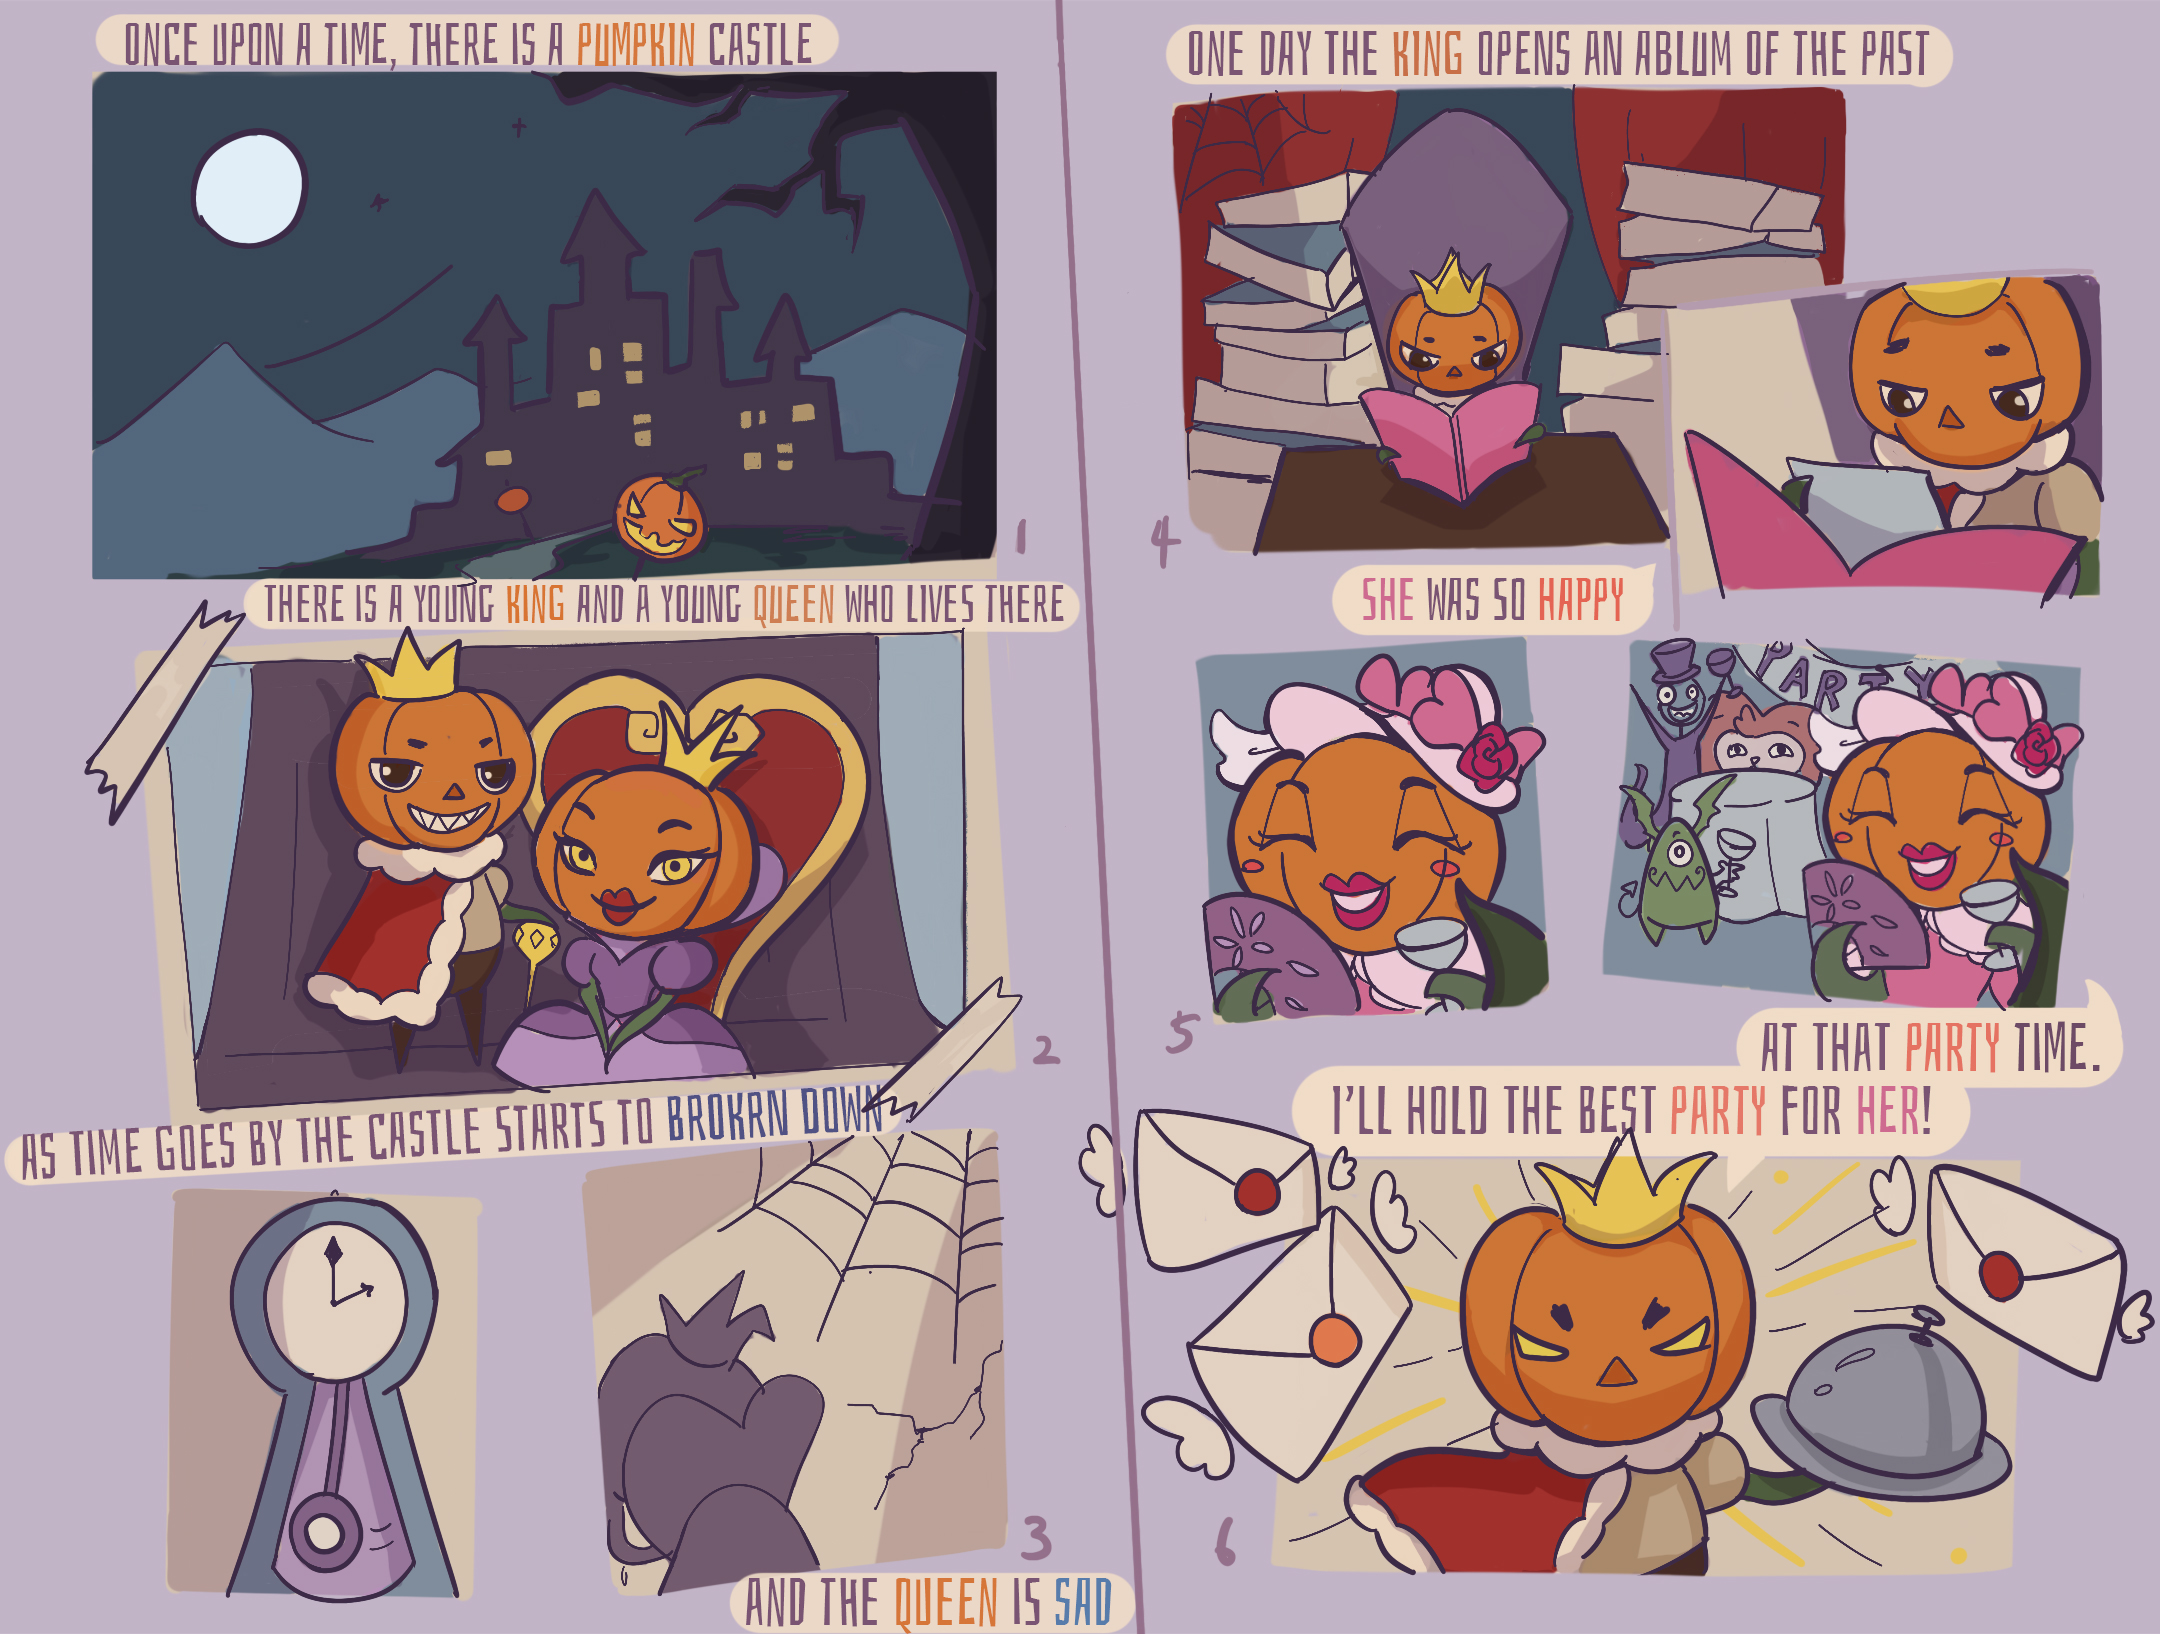 ONCE UPON A TIME, THERE IS A PUMPKIN CASTLE
1
THERE IS A YOUNG KING AND A YOUNG QUEEN WHO LIVES THERE
2
AS TIME GOES BY THE CASTLE STARTS TO BROKRN DOWN
3
AND THE QUEEN IS SAD
ONE DAY THE KING OPENS AN ABLUM OF THE PAST
4
SHE WAS SO HAPPY
PARTY
5
AT THAT PARTY TIME.
I'LL HOLD THE BEST PARTY FOR HER!
6